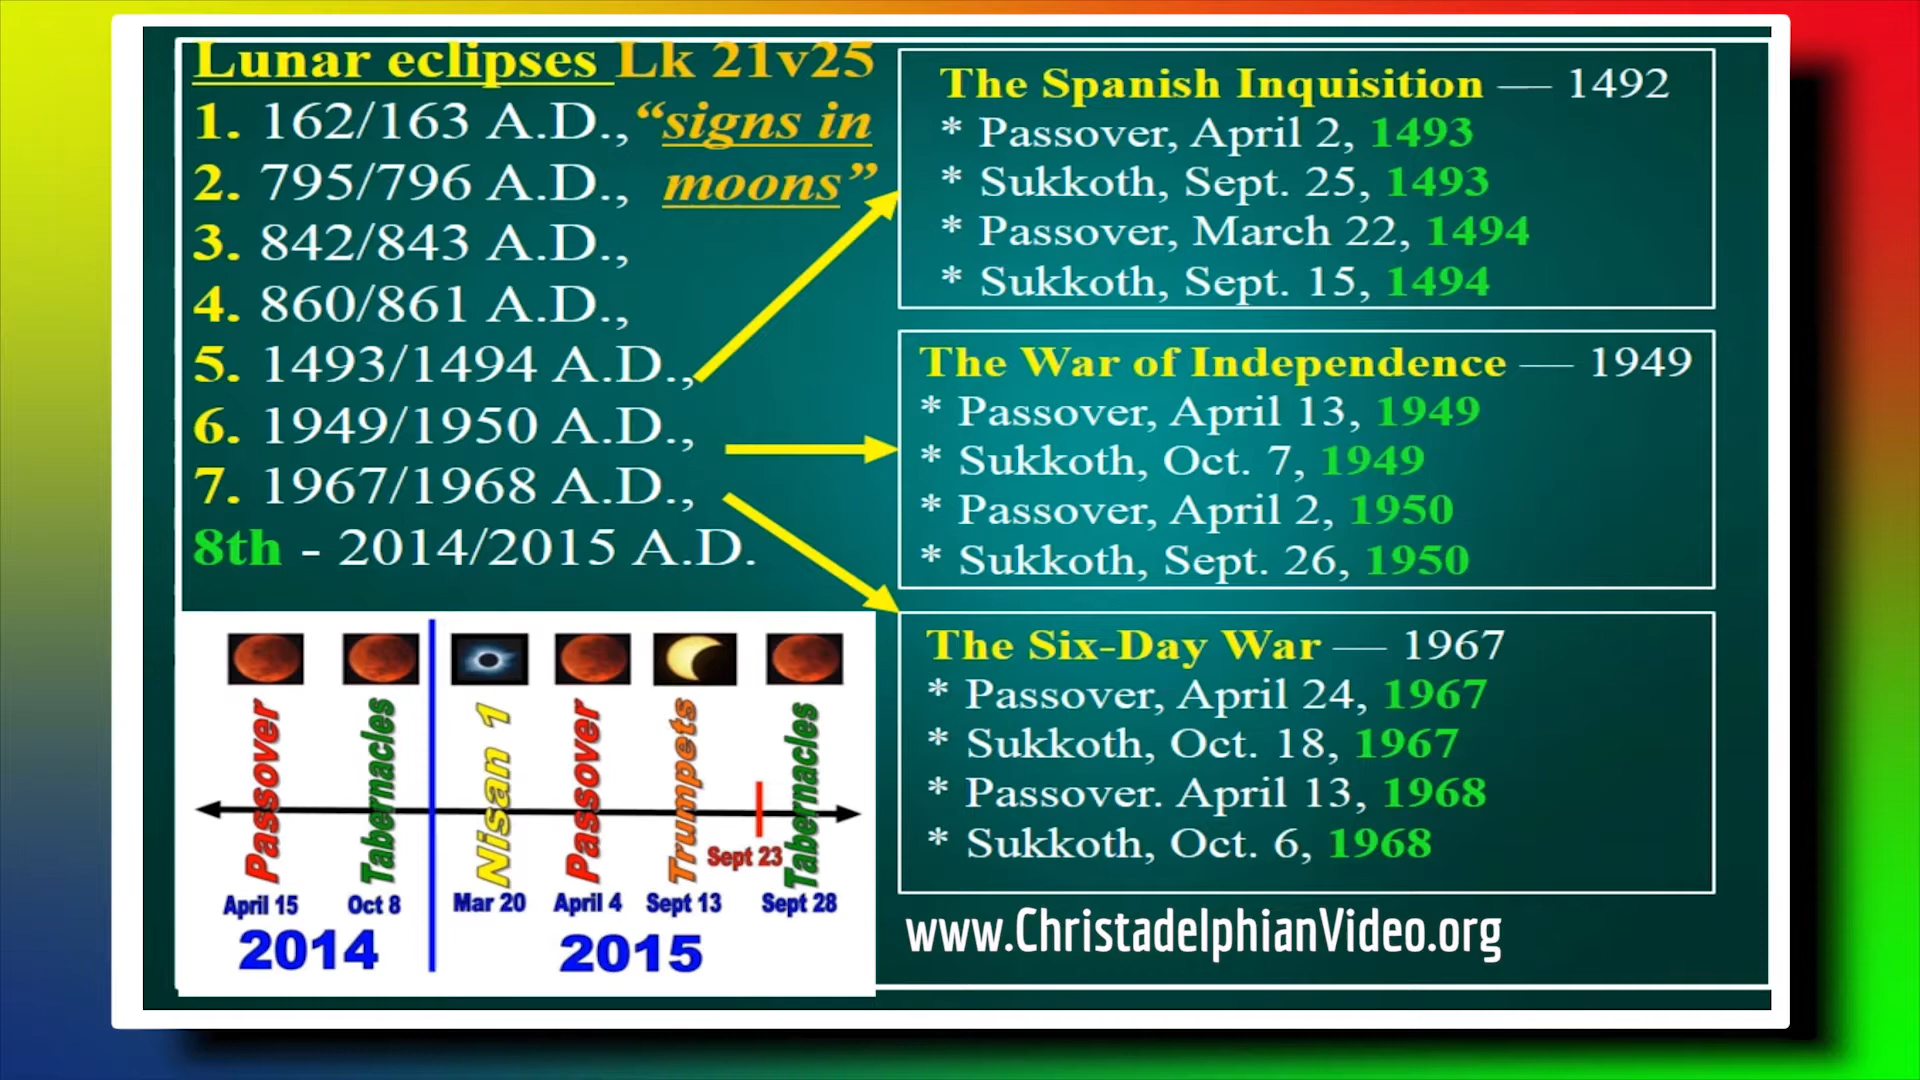 Lunar eclipses Lk 21v25
1. 162/163 A.D., “signs in
2. 795/796 A.D., moons”
3. 842/843 A.D.,
4. 860/861 A.D.,
5. 1493/1494 A.D.,
6. 1949/1950 A.D.,
7. 1967/1968 A.D.,
8th - 2014/2015 A.D.
The Spanish Inquisition — 1492
* Passover, April 2, 1493
* Sukkoth, Sept. 25, 1493
* Passover, March 22, 1494
* Sukkoth, Sept. 15, 1494
The War of Independence — 1949
* Passover, April 13, 1949
* Sukkoth, Oct. 7, 1949
* Passover, April 2, 1950
* Sukkoth, Sept. 26, 1950
The Six-Day War — 1967
* Passover, April 24, 1967
* Sukkoth, Oct. 18, 1967
* Passover. April 13, 1968
* Sukkoth, Oct. 6, 1968
Passover
Tabernacles
Nisan 1
Passover
Trumpets
Sept 23
Tabernacles
April 15 Oct 8 Mar 20 April 4 Sept 13 Sept 28
2014 2015
www.ChristadelphianVideo.org